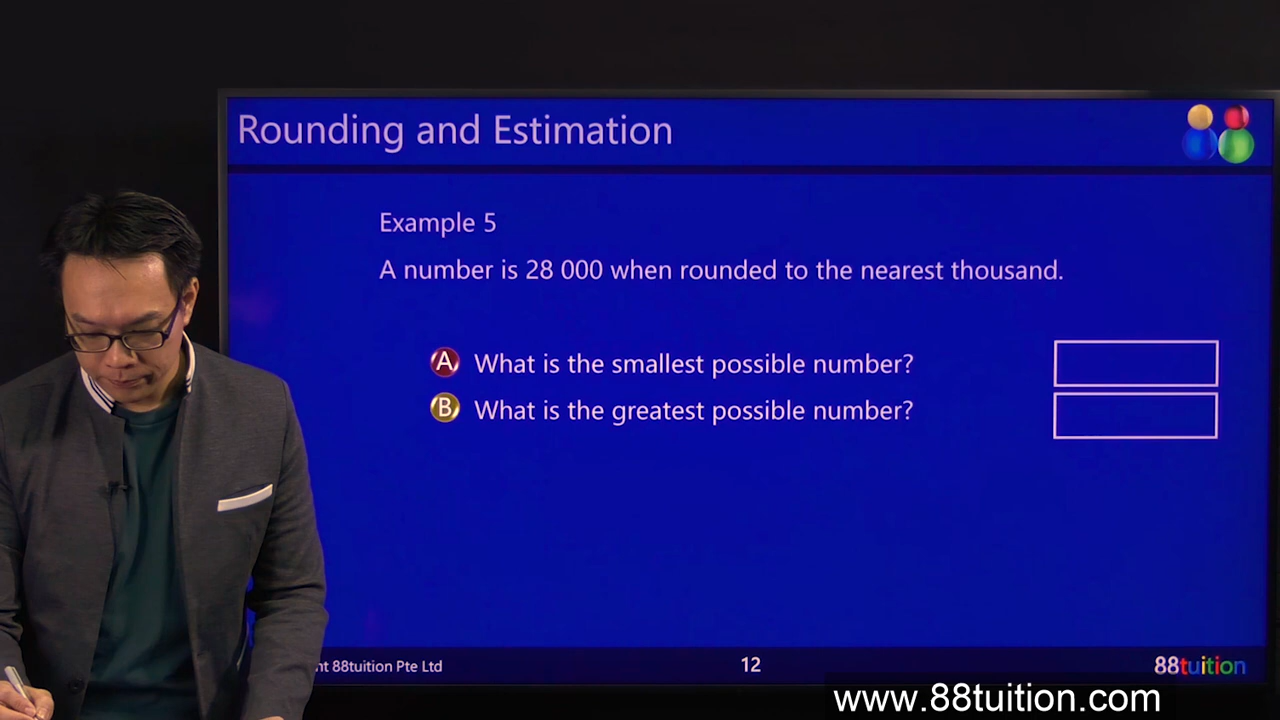 Rounding and Estimation
Example 5
A number is 28 000 when rounded to the nearest thousand.
A What is the smallest possible number?
B What is the greatest possible number?
88tuition Pte Ltd
12
88tuition
www.88tuition.com